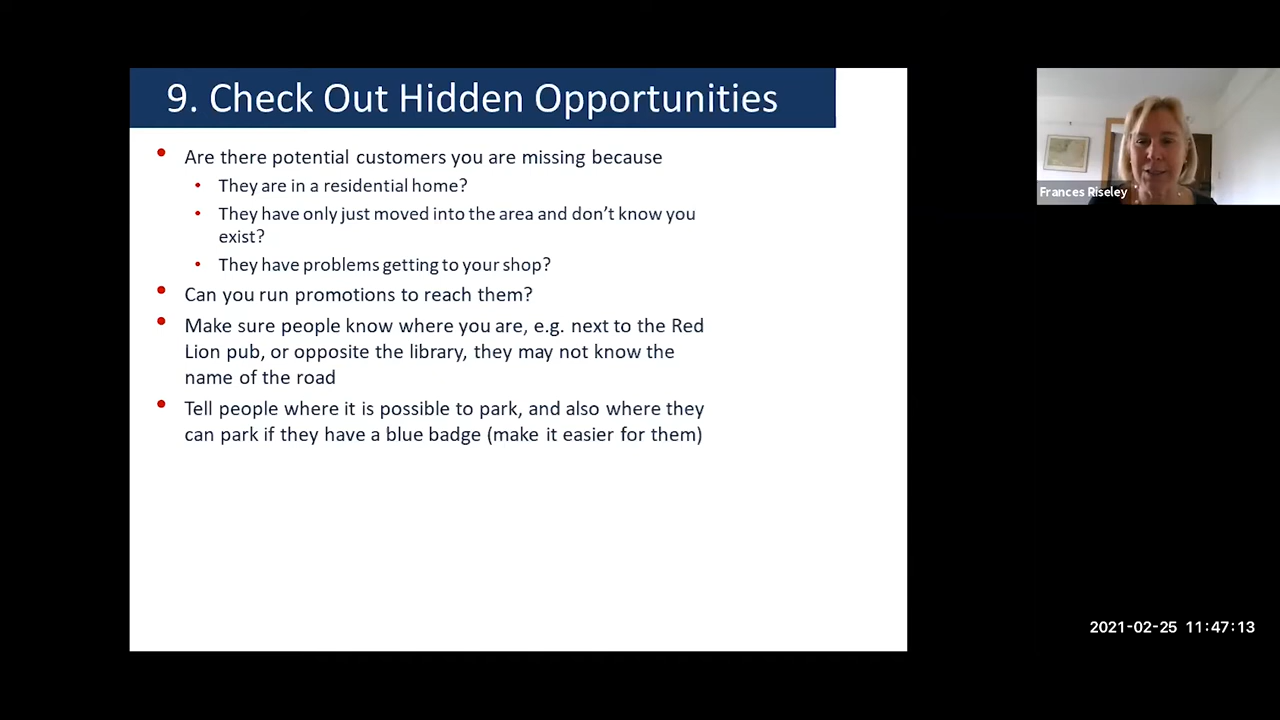 9. Check Out Hidden Opportunities
• Are there potential customers you are missing because
• They are in a residential home?
• They have only just moved into the area and don’t know you
exist?
• They have problems getting to your shop?
• Can you run promotions to reach them?
• Make sure people know where you are, e.g. next to the Red
Lion pub, or opposite the library, they may not know the
name of the road
• Tell people where it is possible to park, and also where they
can park if they have a blue badge (make it easier for them)
Frances Riseley
2021-02-25 11:47:13